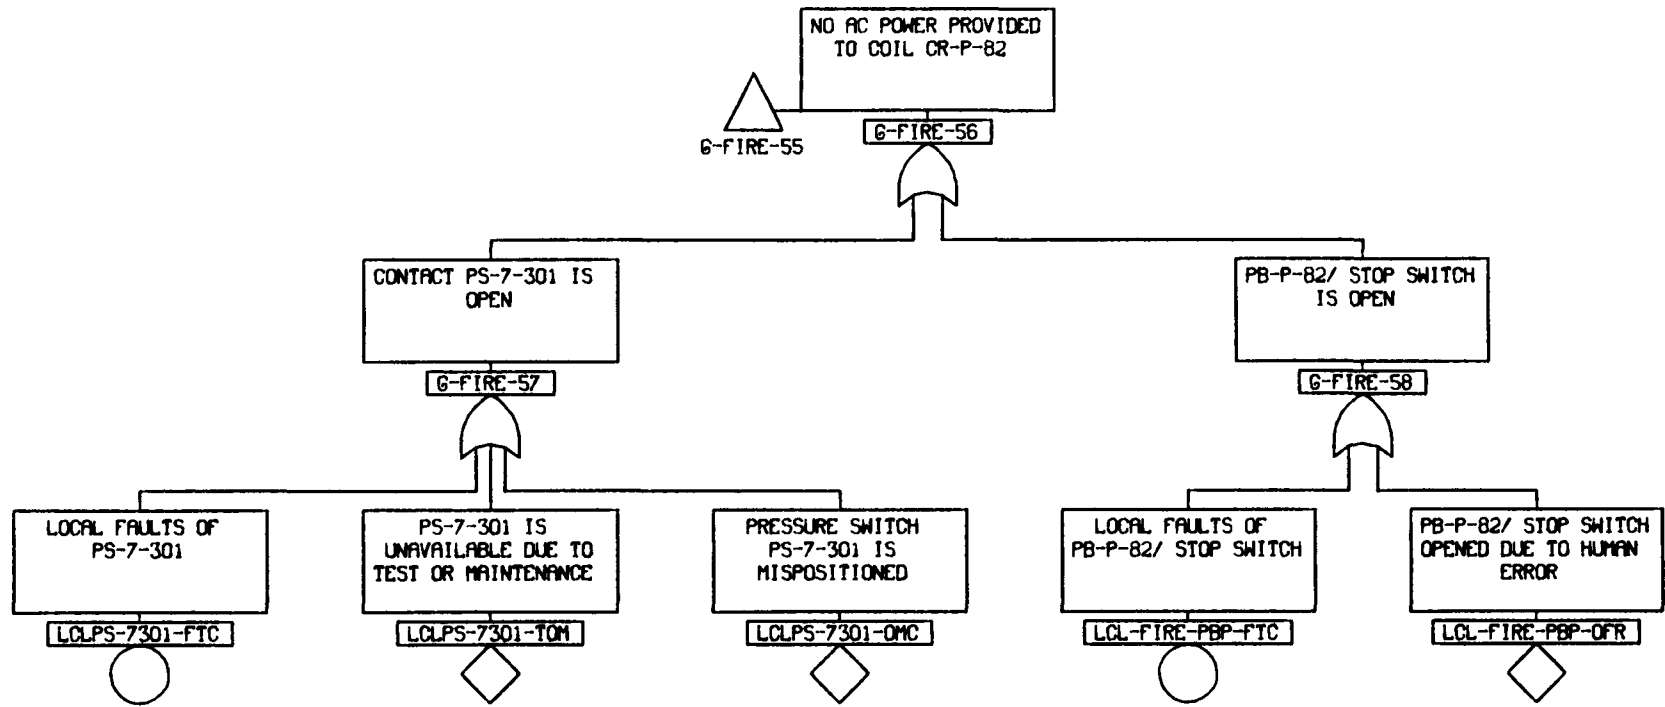 NO AC POWER PROVIDED
TO COIL CR-P-82
G-FIRE-55
G-FIRE-56
CONTACT PS-7-301 IS
OPEN
G-FIRE-57
PB-P-82/ STOP SWITCH
IS OPEN
G-FIRE-58
LOCAL FAULTS OF
PS-7-301
LCLPS-7301-FTC
PS-7-301 IS
UNAVAILABLE DUE TO
TEST OR MAINTENANCE
LCLPS-7301-TOM
PRESSURE SWITCH
PS-7-301 IS
MISPOSITIONED
LCLPS-7301-OMC
LOCAL FAULTS OF
PB-P-82/ STOP SWITCH
LCL-FIRE-PBP-FTC
PB-P-82/ STOP SWITCH
OPENED DUE TO HUMAN
ERROR
LCL-FIRE-PBP-OFR